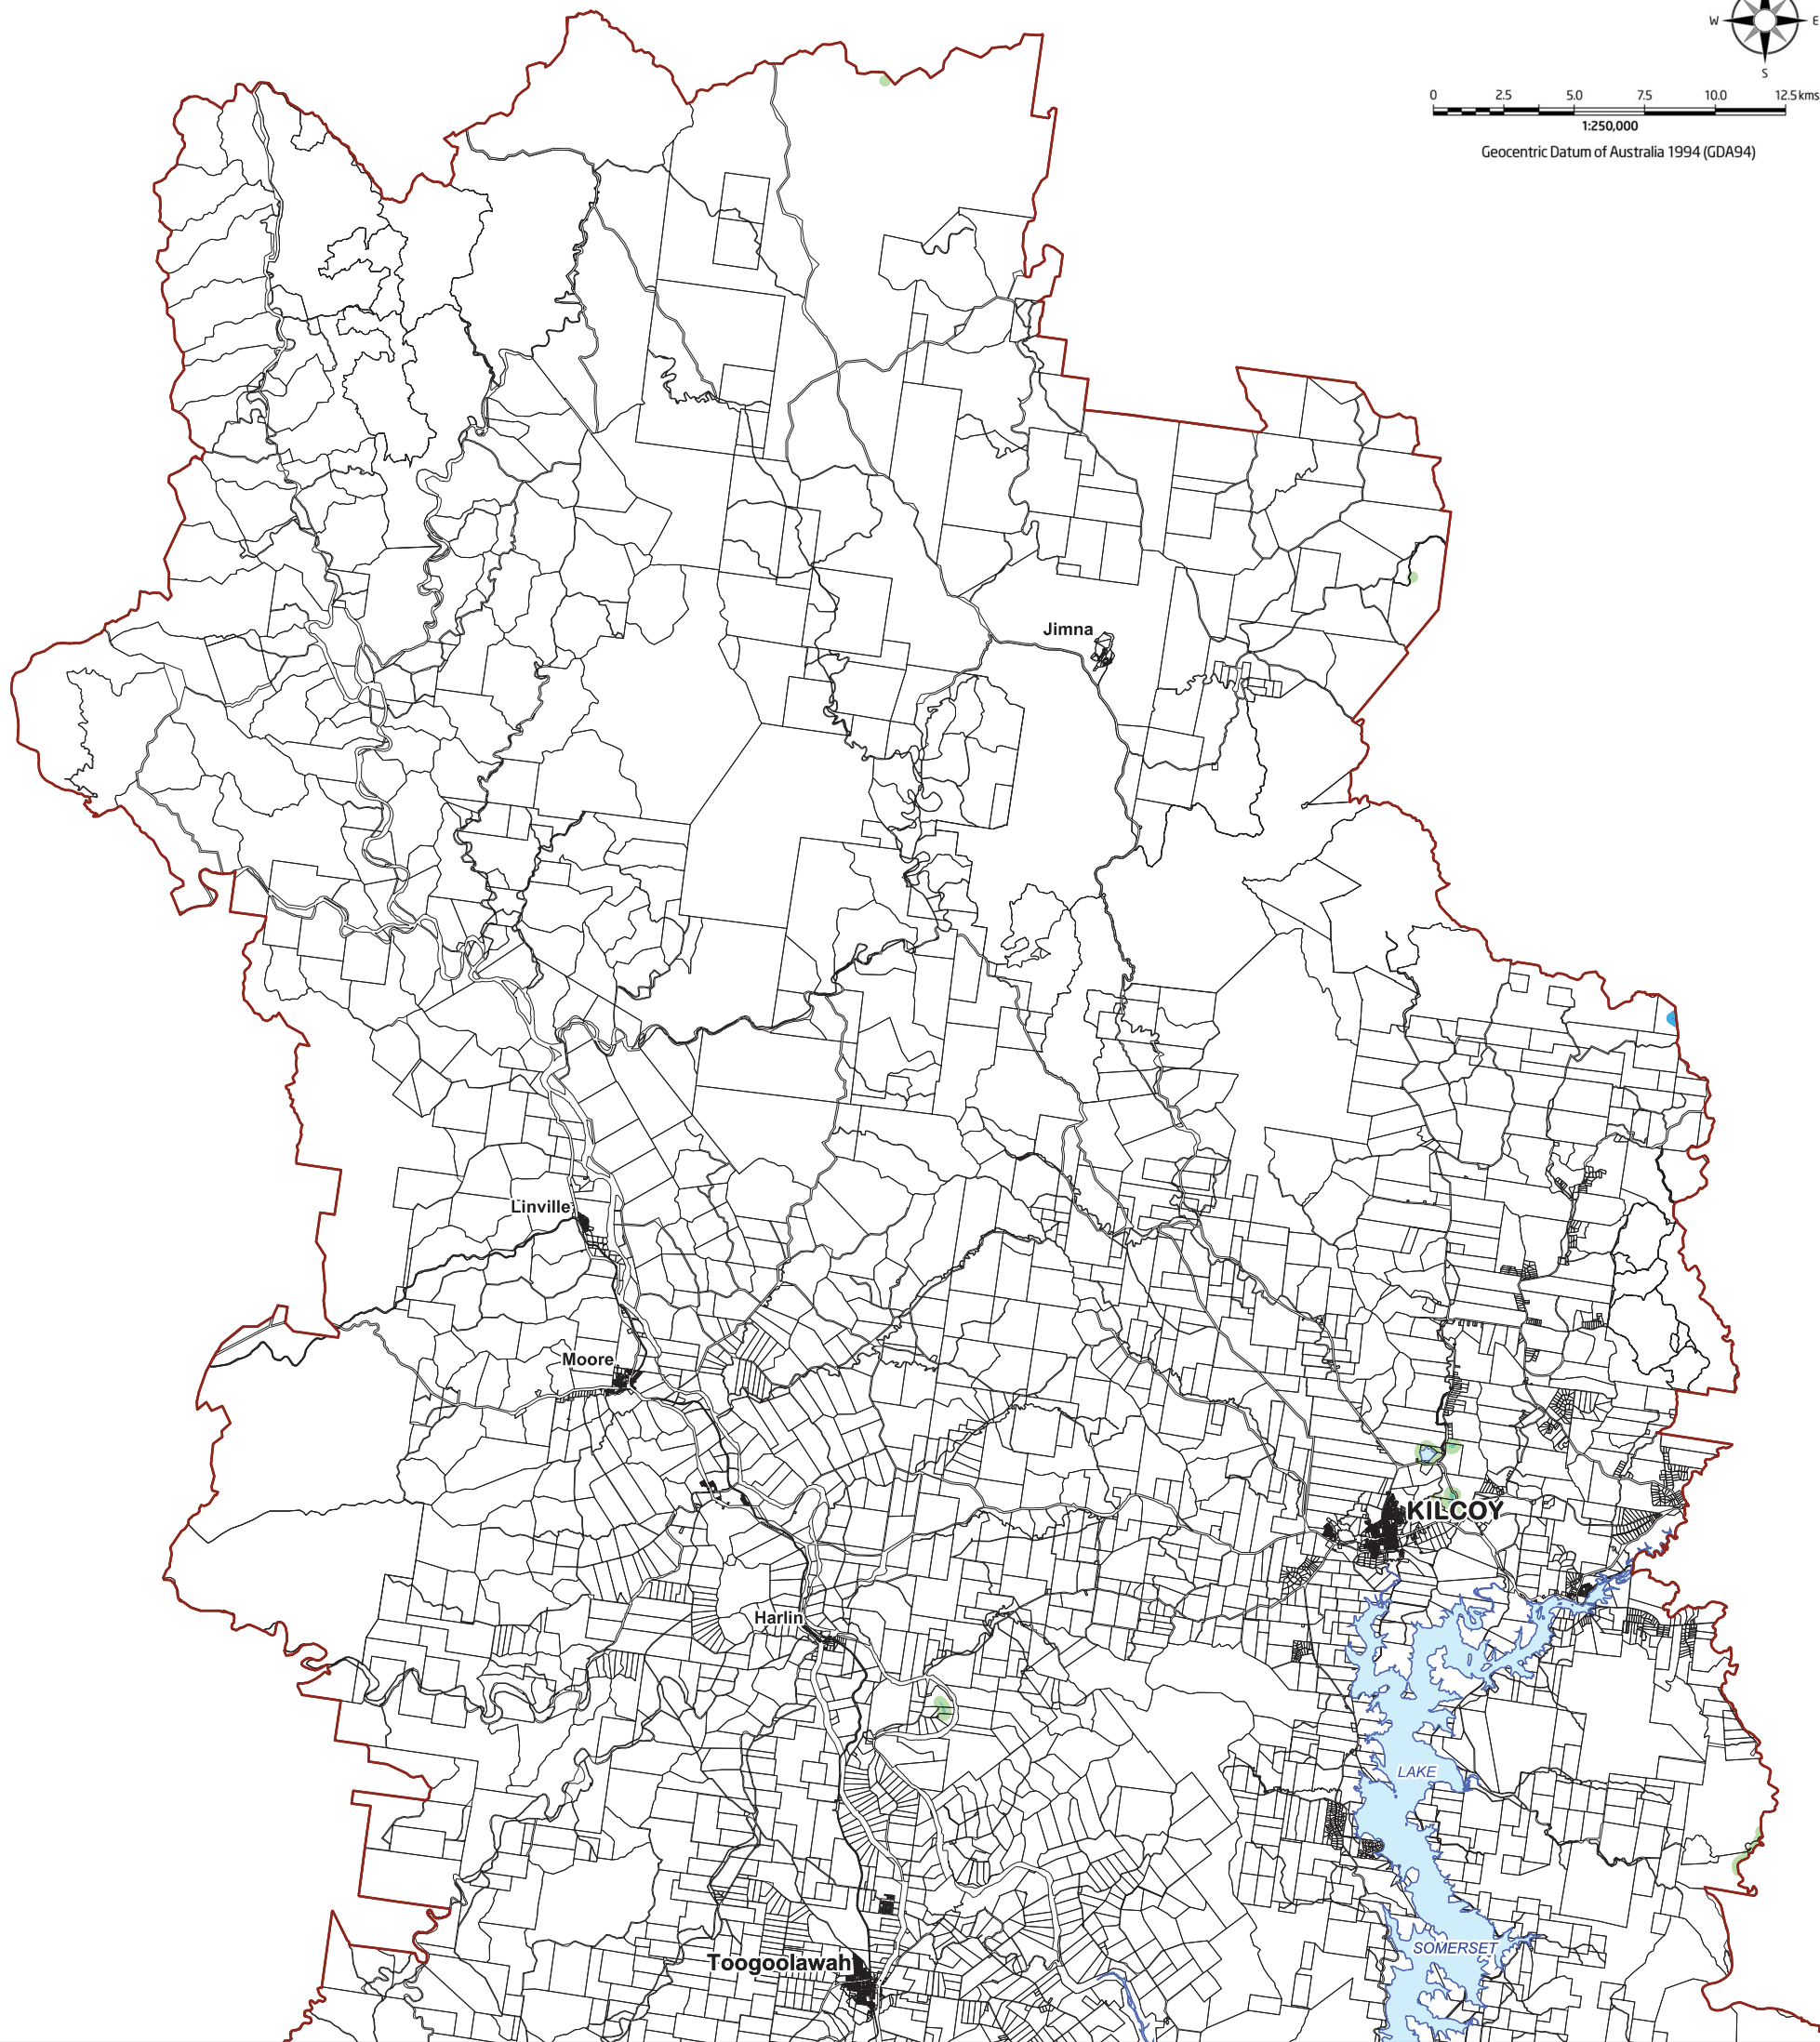 W E
S
0 2.5 5.0 7.5 10.0 12.5 kms
1:250,000
Geocentric Datum of Australia 1994 (GDA94)
Jimna
Linville
Moore
KILCOY
Harlin
LAKE
SOMERSET
Toogoolawah